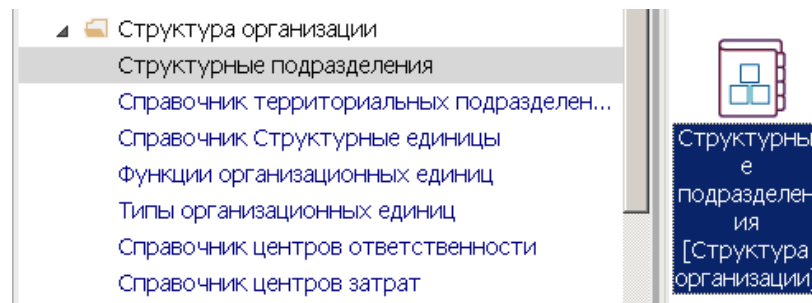 Структура организации
Структурные подразделения
Справочник территориальных подразделен...
Справочник Структурные единицы
Функции организационных единиц
Типы организационных единиц
Справочник центров ответственности
Справочник центров затрат
Структурны
е
подразделен
ия
[Структура
организации]